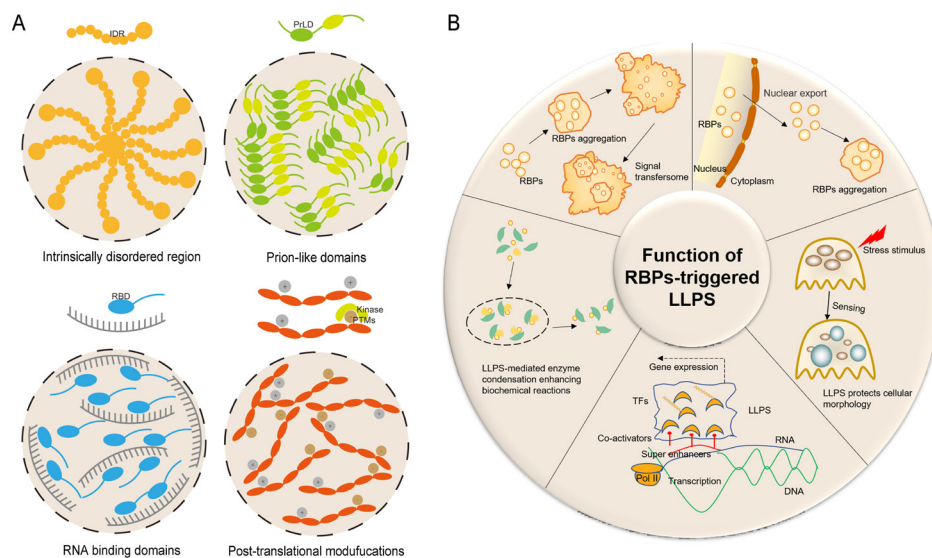 A
IDR
PrLD
Intrinsically disordered region
Prion-like domains
RBD
+
+
Kinase
+
PTMs
RNA binding domains
Post-translational modufucations
B
RBPs
RBPs aggregation
Signal
transfersome
RBPs
Nuclear export
Nucleus
Cytoplasm
RBPs aggregation
Function of
RBPs-triggered
LLPS
Stress stimulus
Sensing
LLPS protects cellular
morphology
LLPS-mediated enzyme
condensation enhancing
biochemical reactions
Gene expression
TFs
LLPS
Co-activators
Super enhancers
RNA
Pol II
Transcription
DNA